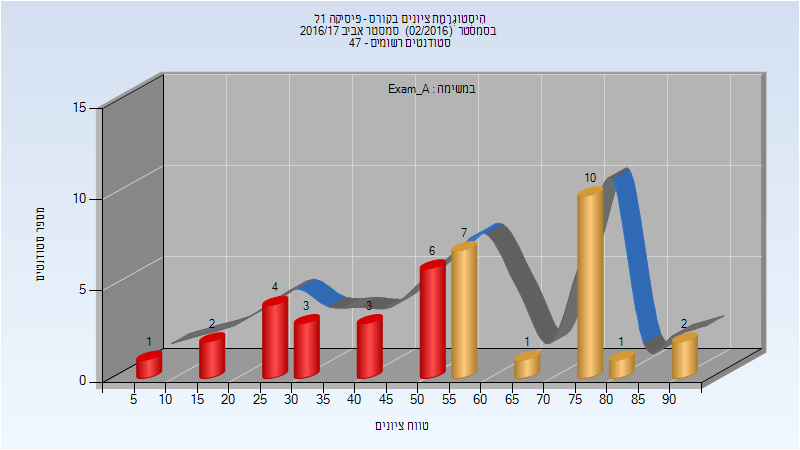 היסטוגרמת ציונים בקורס - פיסיקה 1ל
בסמסטר (02/2016) סמסטר אביב 2016/17
סטודנטים רשומים - 47
במשימה : Exam_A
מספר סטודנטים
15
10
5
0
1
2
4
3
3
6
7
1
10
1
2
5 10 15 20 25 30 35 40 45 50 55 60 65 70 75 80 85 90
טווח ציונים